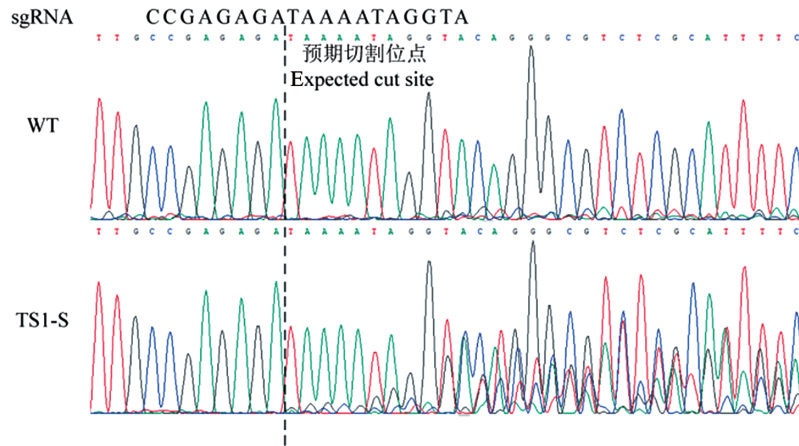 sgRNA CCGAGAGATAAAATAGGTA
T T G C C G A G A G A T A A A A T A G G T A C A G G G C G T C T C G C A T T T T C
预期切割位点
Expected cut site
WT
T T G C C G A G A G A T A A A A T A G G T A C A G G G C G T C T C G C A T T T T C
TS1-S